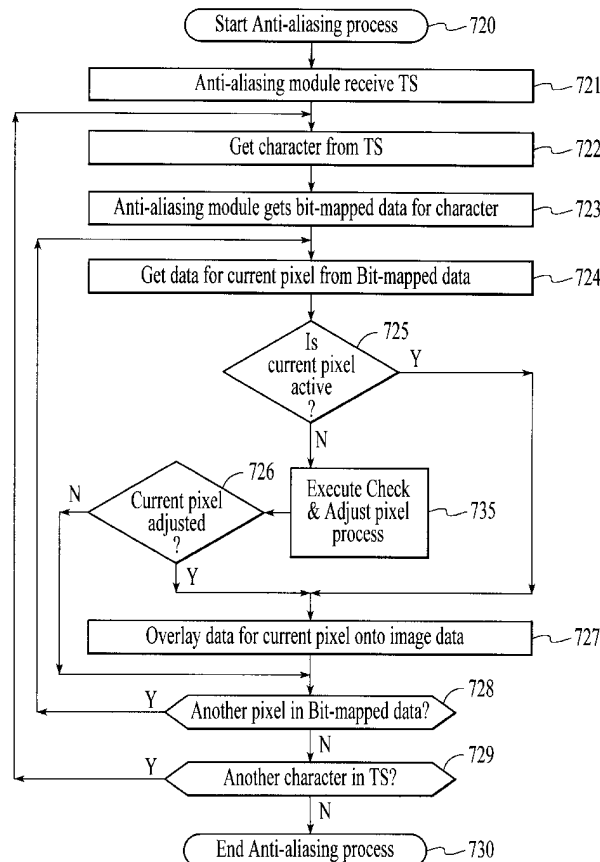 Start Anti-aliasing process
720
Anti-aliasing module receive TS
721
Get character from TS
722
Anti-aliasing module gets bit-mapped data for character
723
Get data for current pixel from Bit-mapped data
724
Is
current pixel
active
?
725
Y
N
Current pixel
adjusted
?
726
N
Y
Execute Check
& Adjust pixel
process
735
Overlay data for current pixel onto image data
727
Another pixel in Bit-mapped data?
728
Y
N
Another character in TS?
729
Y
N
End Anti-aliasing process
730